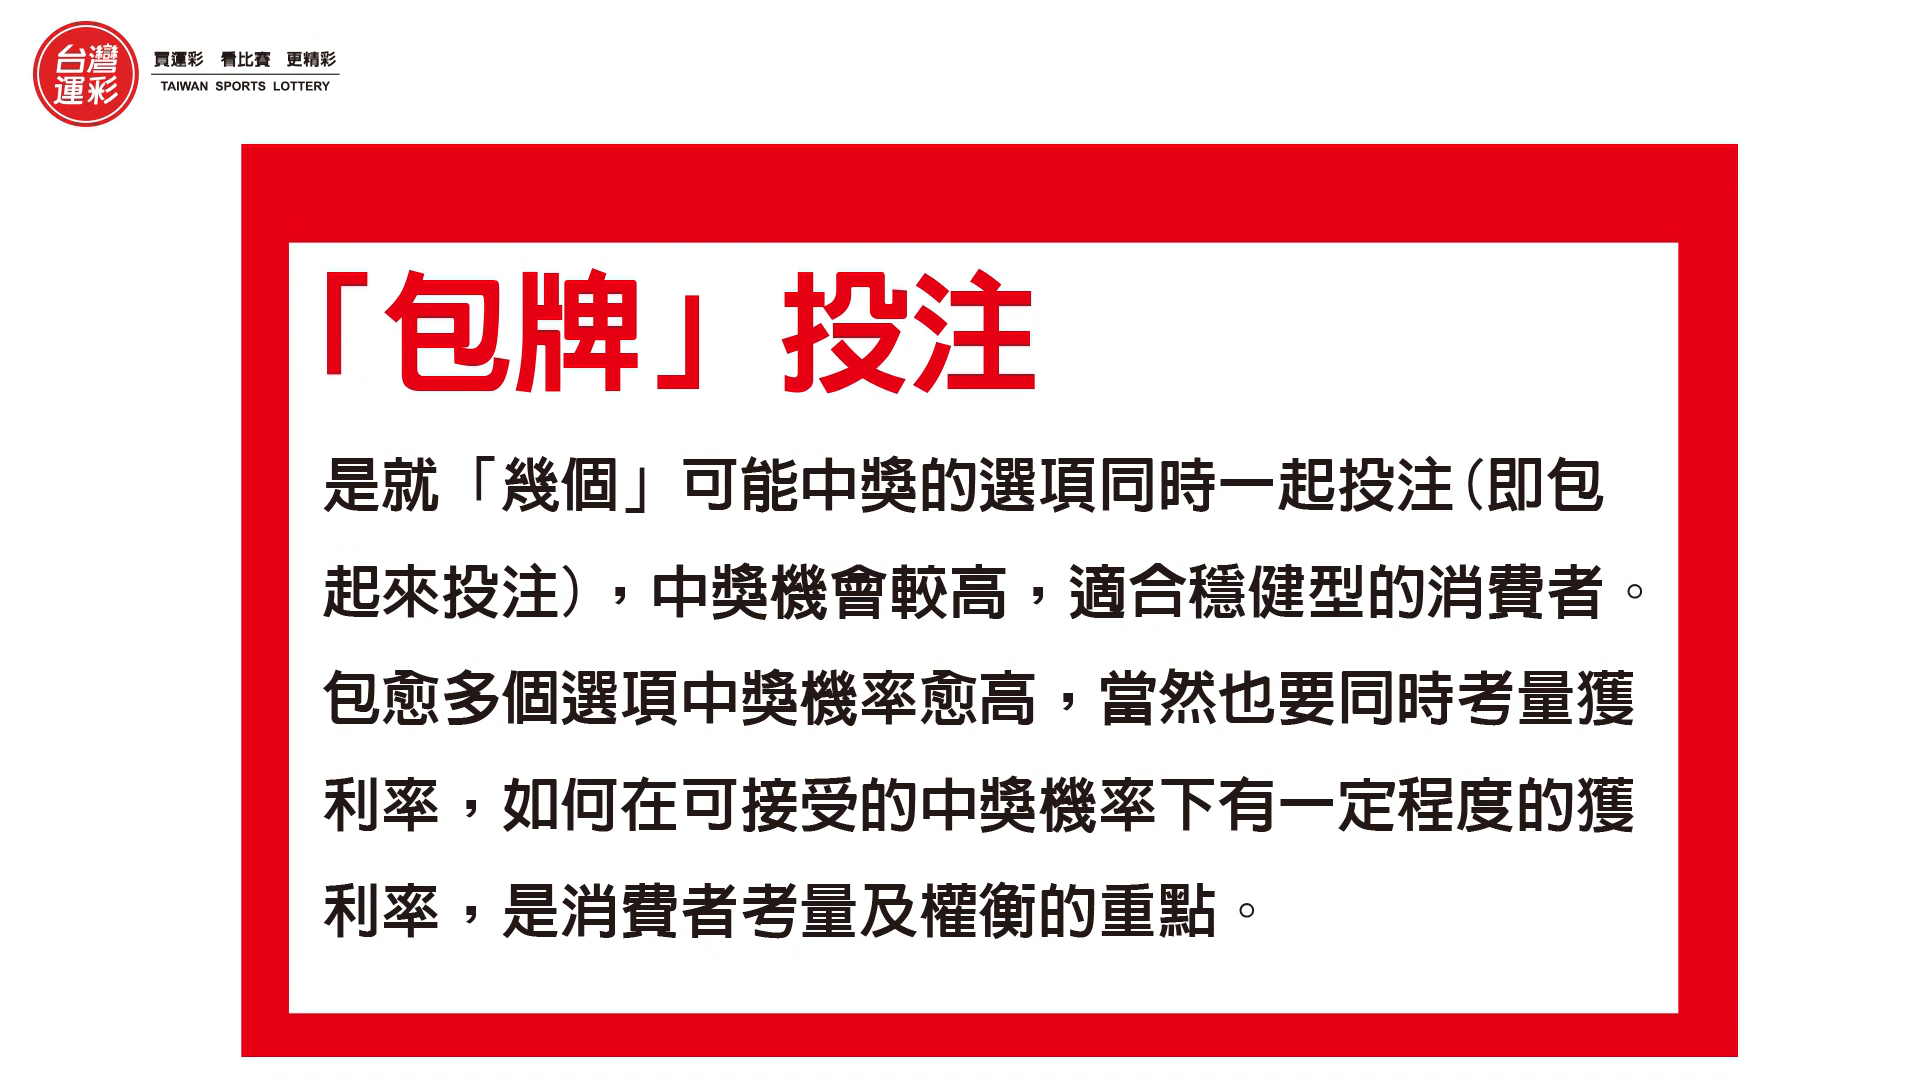 台灣
運彩
買運彩 看比賽 更精彩
TAIWAN SPORTS LOTTERY
「包牌」投注
是就「幾個」可能中獎的選項同時一起投注(即包
起來投注)，中獎機會較高，適合穩健型的消費者。
包愈多個選項中獎機率愈高，當然也要同時考量獲
利率，如何在可接受的中獎機率下有一定程度的獲
利率，是消費者考量及權衡的重點。